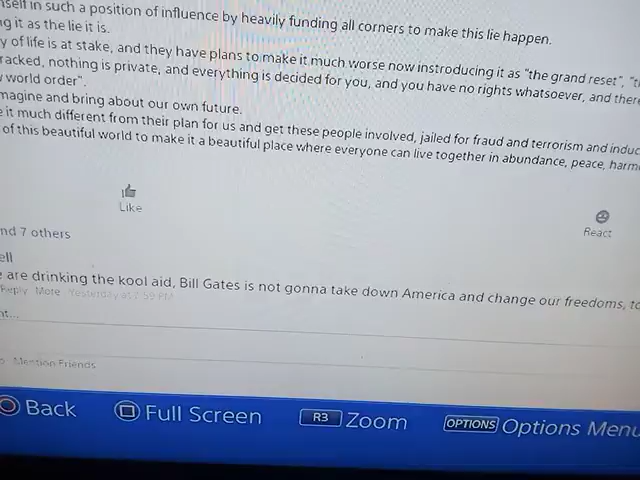 nself in such a position of influence by heavily funding all corners to make this lie happen.
ng it as the lie it is.
y of life is at stake, and they have plans to make it much worse now instroducing it as "the grand reset", "t
racked, nothing is private, and everything is decided for you, and you have no rights whatsoever, and there
world order".
magine and bring about our own future.
e it much different from their plan for us and get these people involved, jailed for fraud and terrorism and induc
of this beautiful world to make it a beautiful place where everyone can live together in abundance, peace, harm
Like
React
nd 7 others
ell
e are drinking the kool aid, Bill Gates is not gonna take down America and change our freedoms, to
Reply More Yesterday at :59 PM
nt...
Mention Friends
Back
Full Screen
R3 Zoom
OPTIONS Options Menu